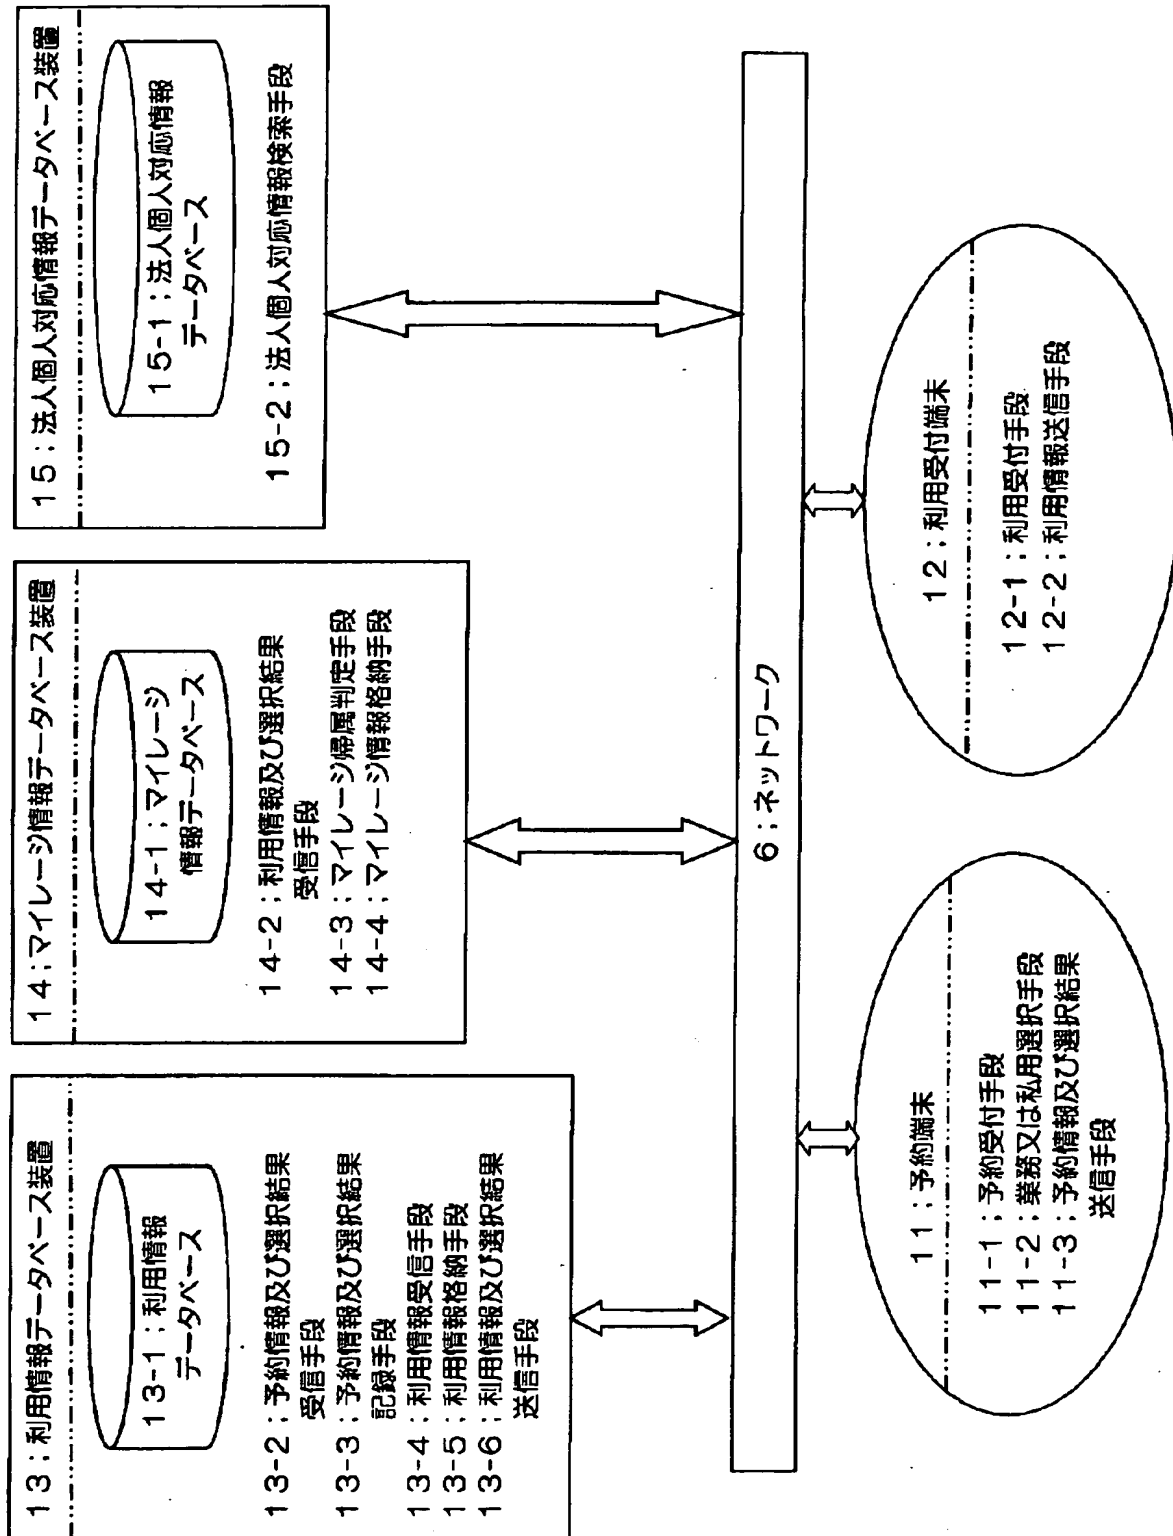 13；利用情報データベース装置
13-1；利用情報
データベース
13-2；予約情報及び選択結果
受信手段
13-3；予約情報及び選択結果
記録手段
13-4；利用情報受信手段
13-5；利用情報格納手段
13-6；利用情報及び選択結果
送信手段
14；マイレージ情報データベース装置
14-1；マイレージ
情報データベース
14-2；利用情報及び選択結果
受信手段
14-3；マイレージ帰属判定手段
14-4；マイレージ情報格納手段
15；法人個人対応情報データベース装置
15-1；法人個人対応情報
データベース
15-2；法人個人対応情報検索手段
6；ネットワーク
11；予約端末
11-1；予約受付手段
11-2；業務又は私用選択手段
11-3；予約情報及び選択結果
送信手段
12；利用受付端末
12-1；利用受付手段
12-2；利用情報送信手段